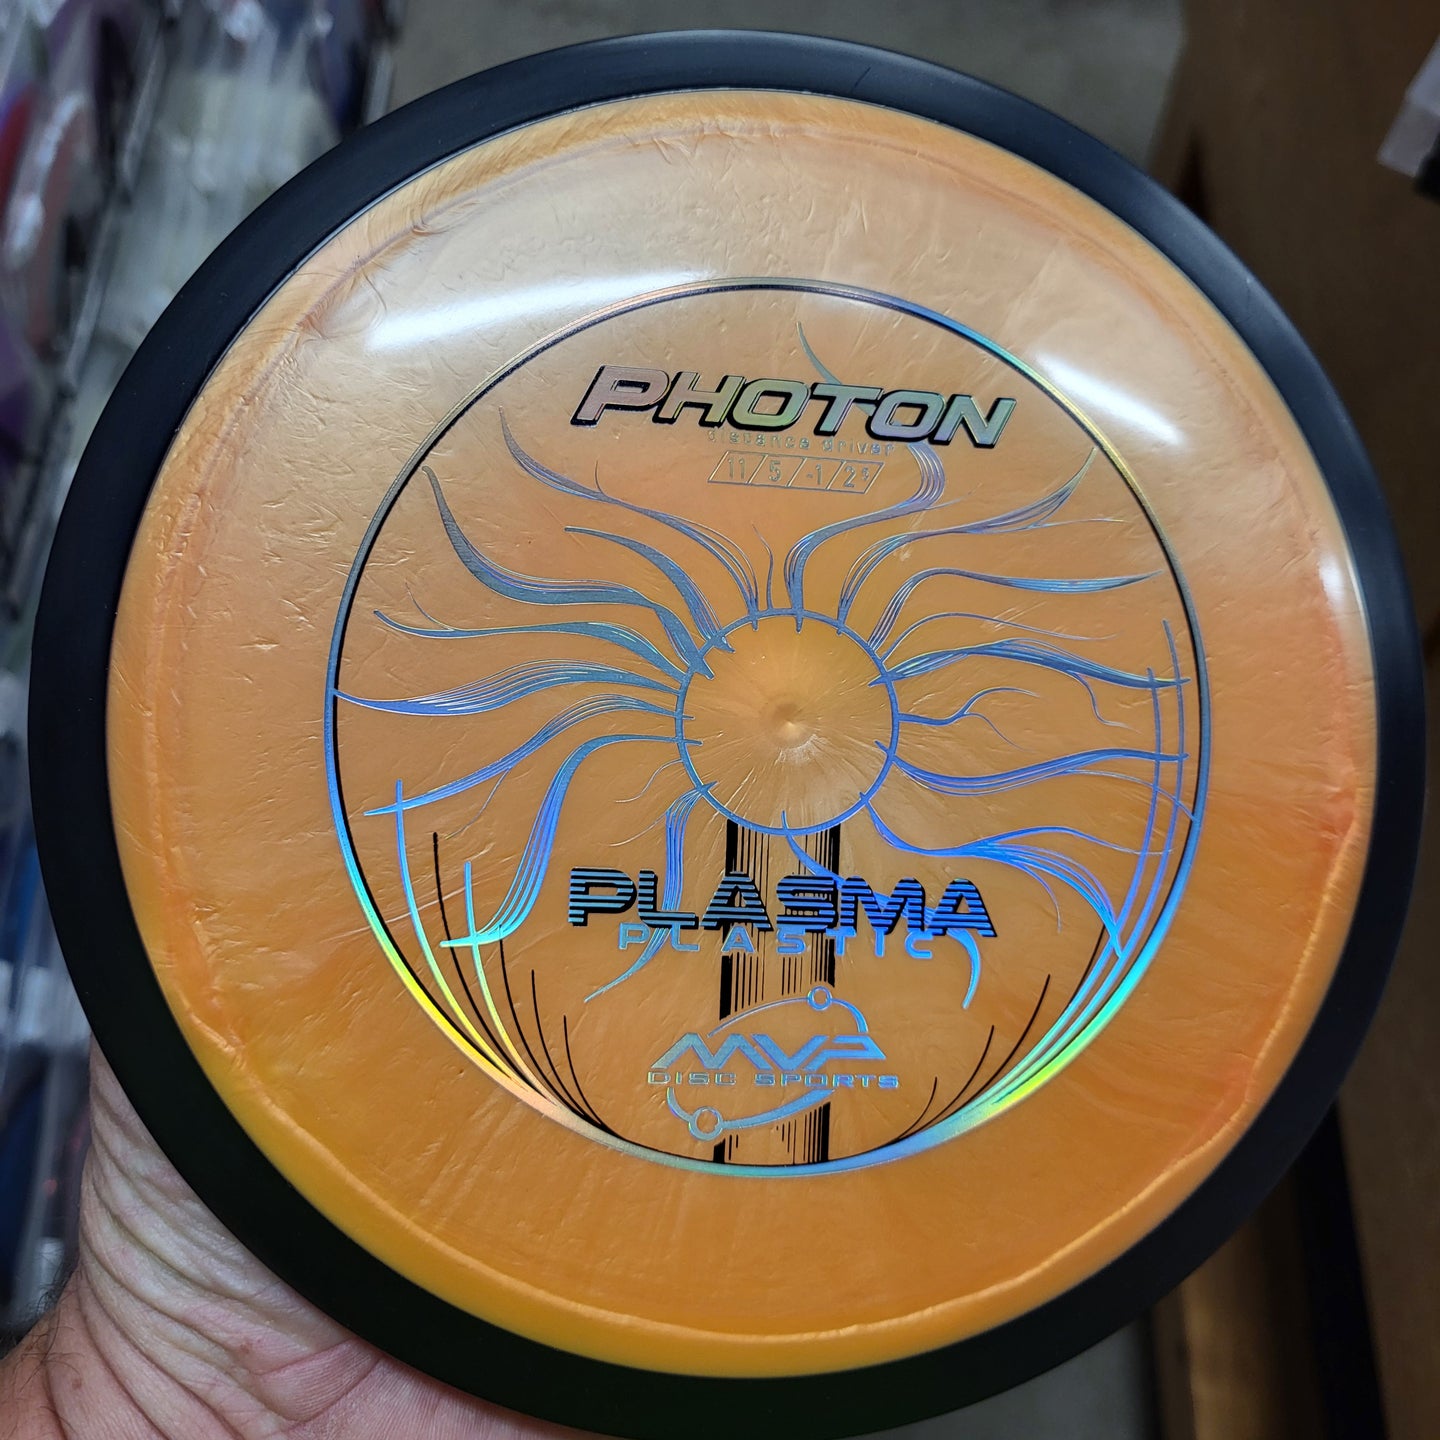 PHOTON
distance driver
11 / 5 / -1 / 2.5
PLASMA
PLASTIC
MVP
DISC SPORTS